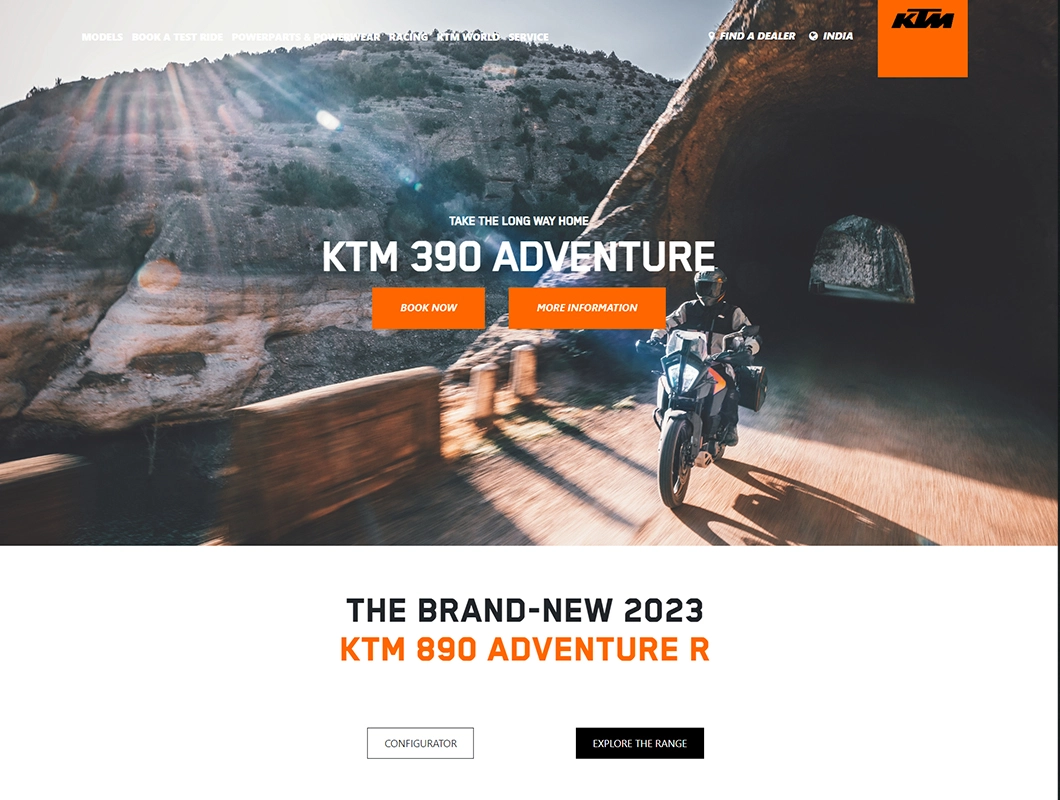 MODELS BOOK A TEST RIDE POWERPARTS & POWERWEAR RACING KTM WORLD SERVICE
FIND A DEALER INDIA
KTM
TAKE THE LONG WAY HOME
KTM 390 ADVENTURE
BOOK NOW MORE INFORMATION
THE BRAND-NEW 2023
KTM 890 ADVENTURE R
CONFIGURATOR EXPLORE THE RANGE